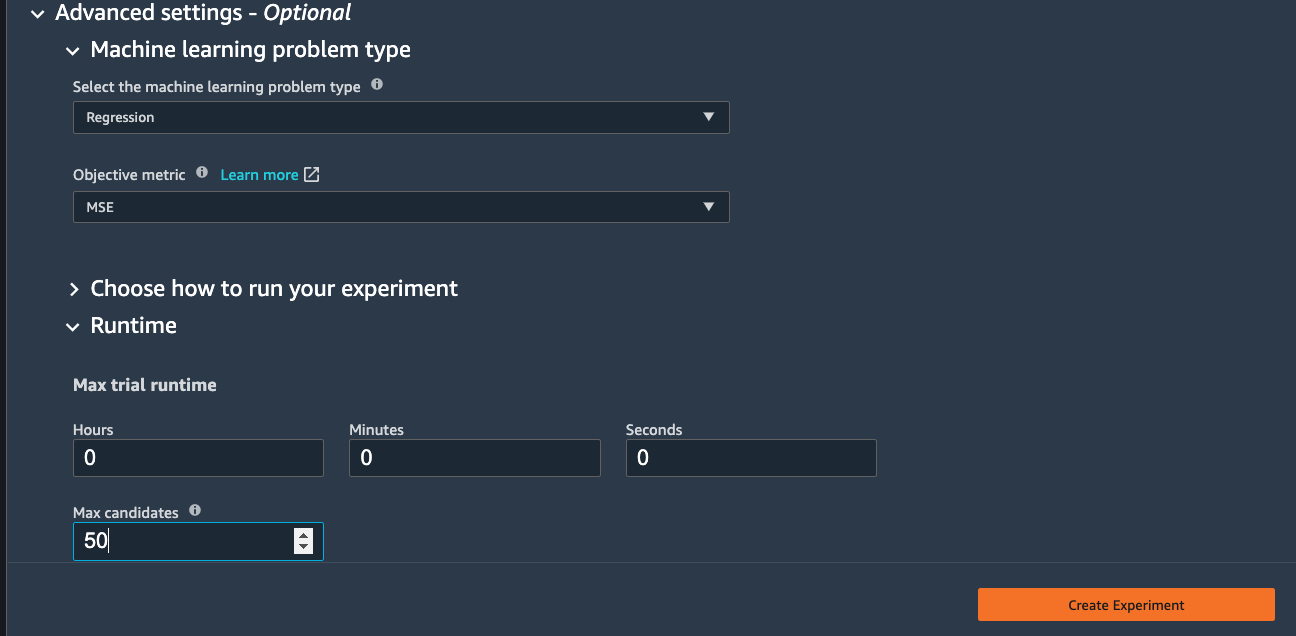 Advanced settings - Optional
Machine learning problem type
Select the machine learning problem type
Regression
Objective metric Learn more
MSE
Choose how to run your experiment
Runtime
Max trial runtime
Hours Minutes Seconds
0 0 0
Max candidates
50
Create Experiment